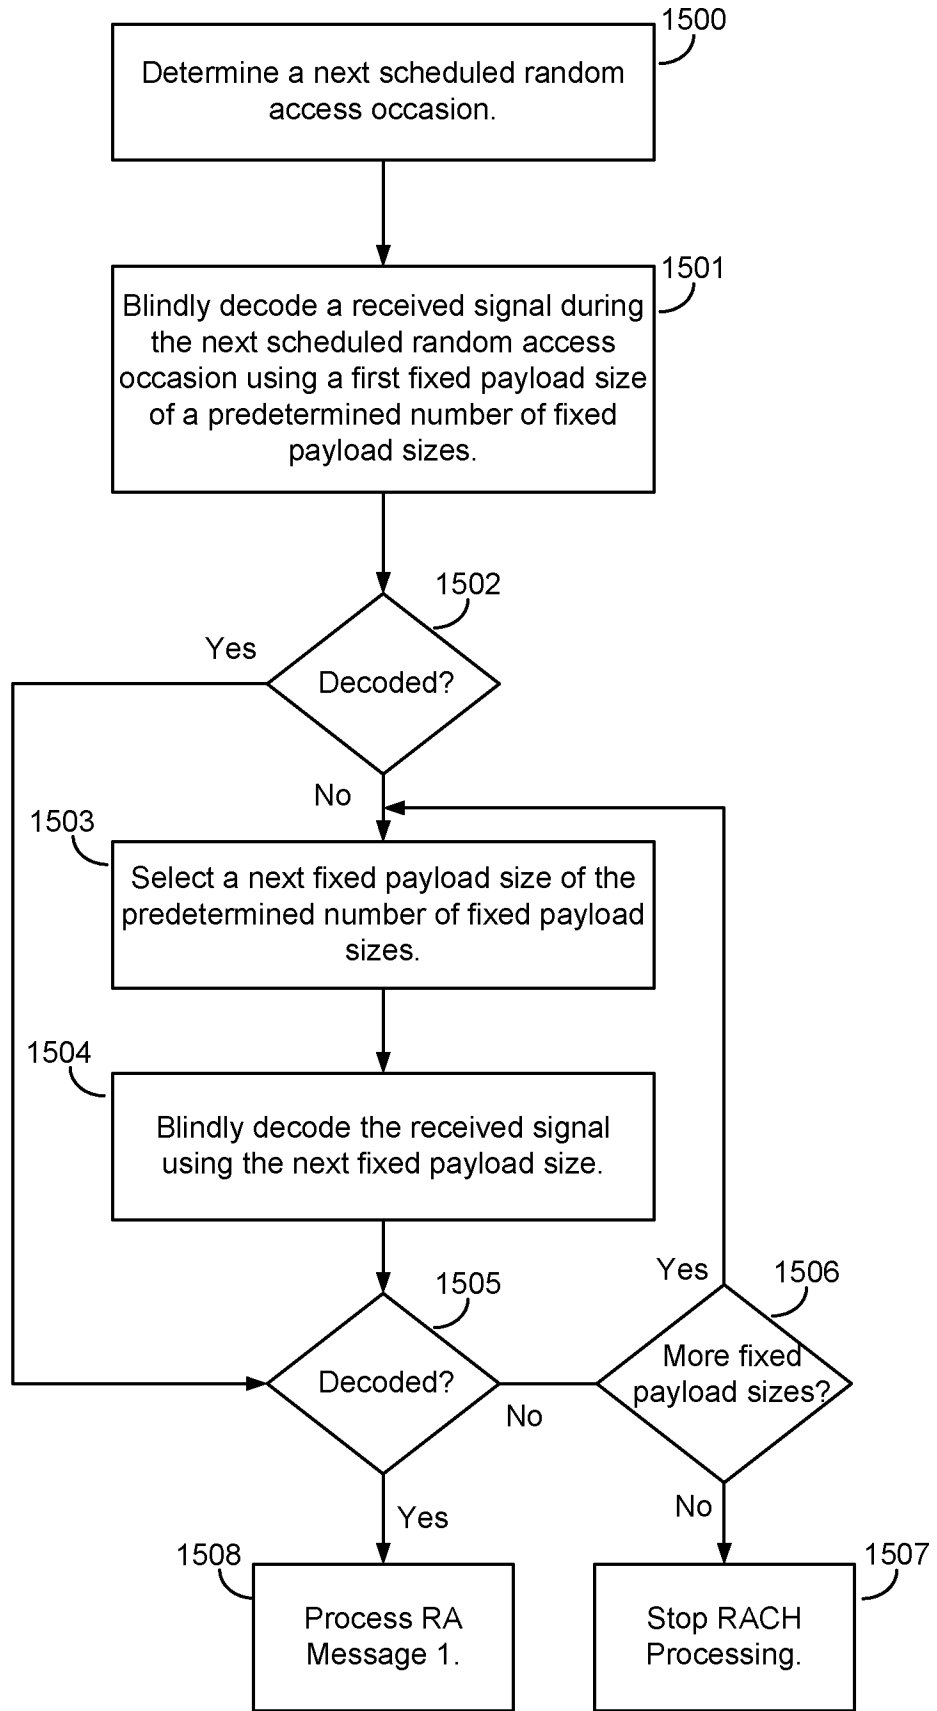 1500
Determine a next scheduled random
access occasion.
1501
Blindly decode a received signal during
the next scheduled random access
occasion using a first fixed payload size
of a predetermined number of fixed
payload sizes.
1502
Yes
Decoded?
No
1503
Select a next fixed payload size of the
predetermined number of fixed payload
sizes.
1504
Blindly decode the received signal
using the next fixed payload size.
1505
Decoded?
No
Yes
1506
More fixed
payload sizes?
Yes
No
1508
Process RA
Message 1.
1507
Stop RACH
Processing.